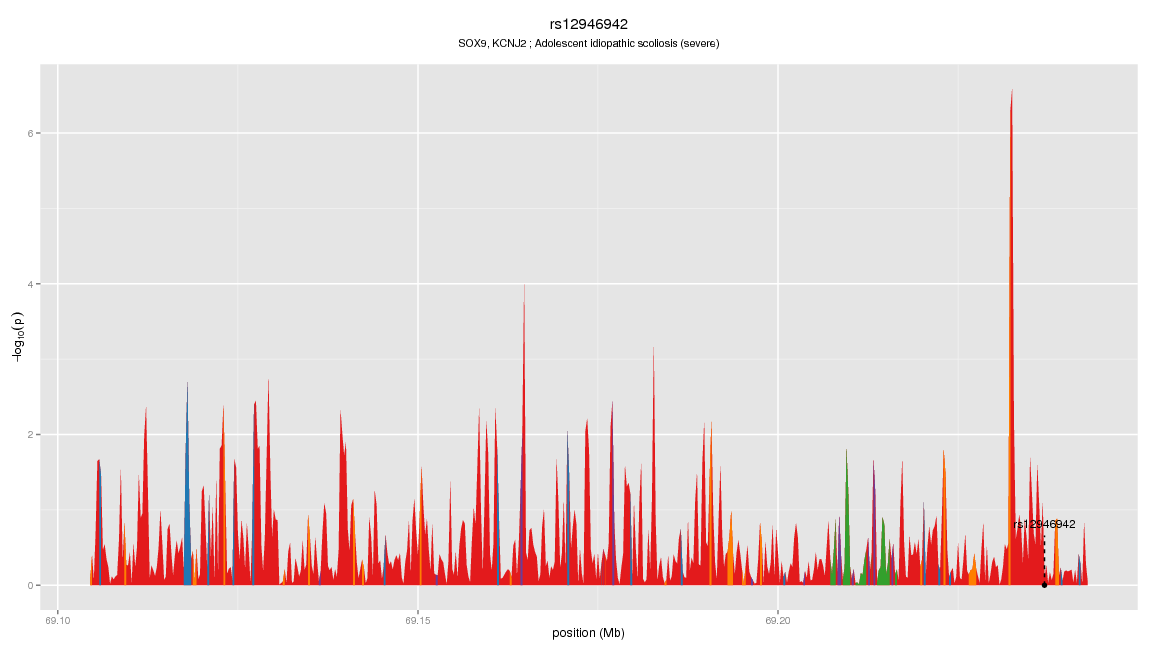 rs12946942
SOX9, KCNJ2 ; Adolescent idiopathic scoliosis (severe)
6
4
2
0
−log10(p)
rs12946942
69.10
69.15
69.20
position (Mb)